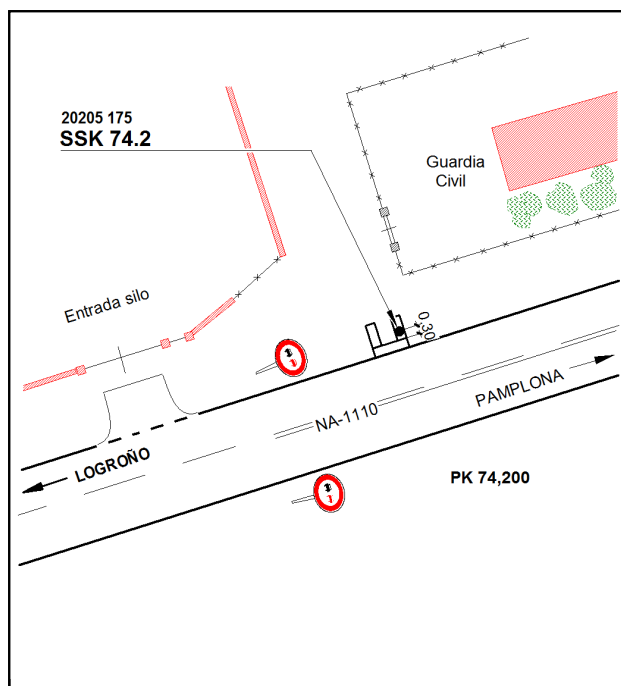 20205 175
SSK 74.2
Guardia
Civil
Entrada silo
0,30
NA-1110
PAMPLONA
LOGROÑO
PK 74,200